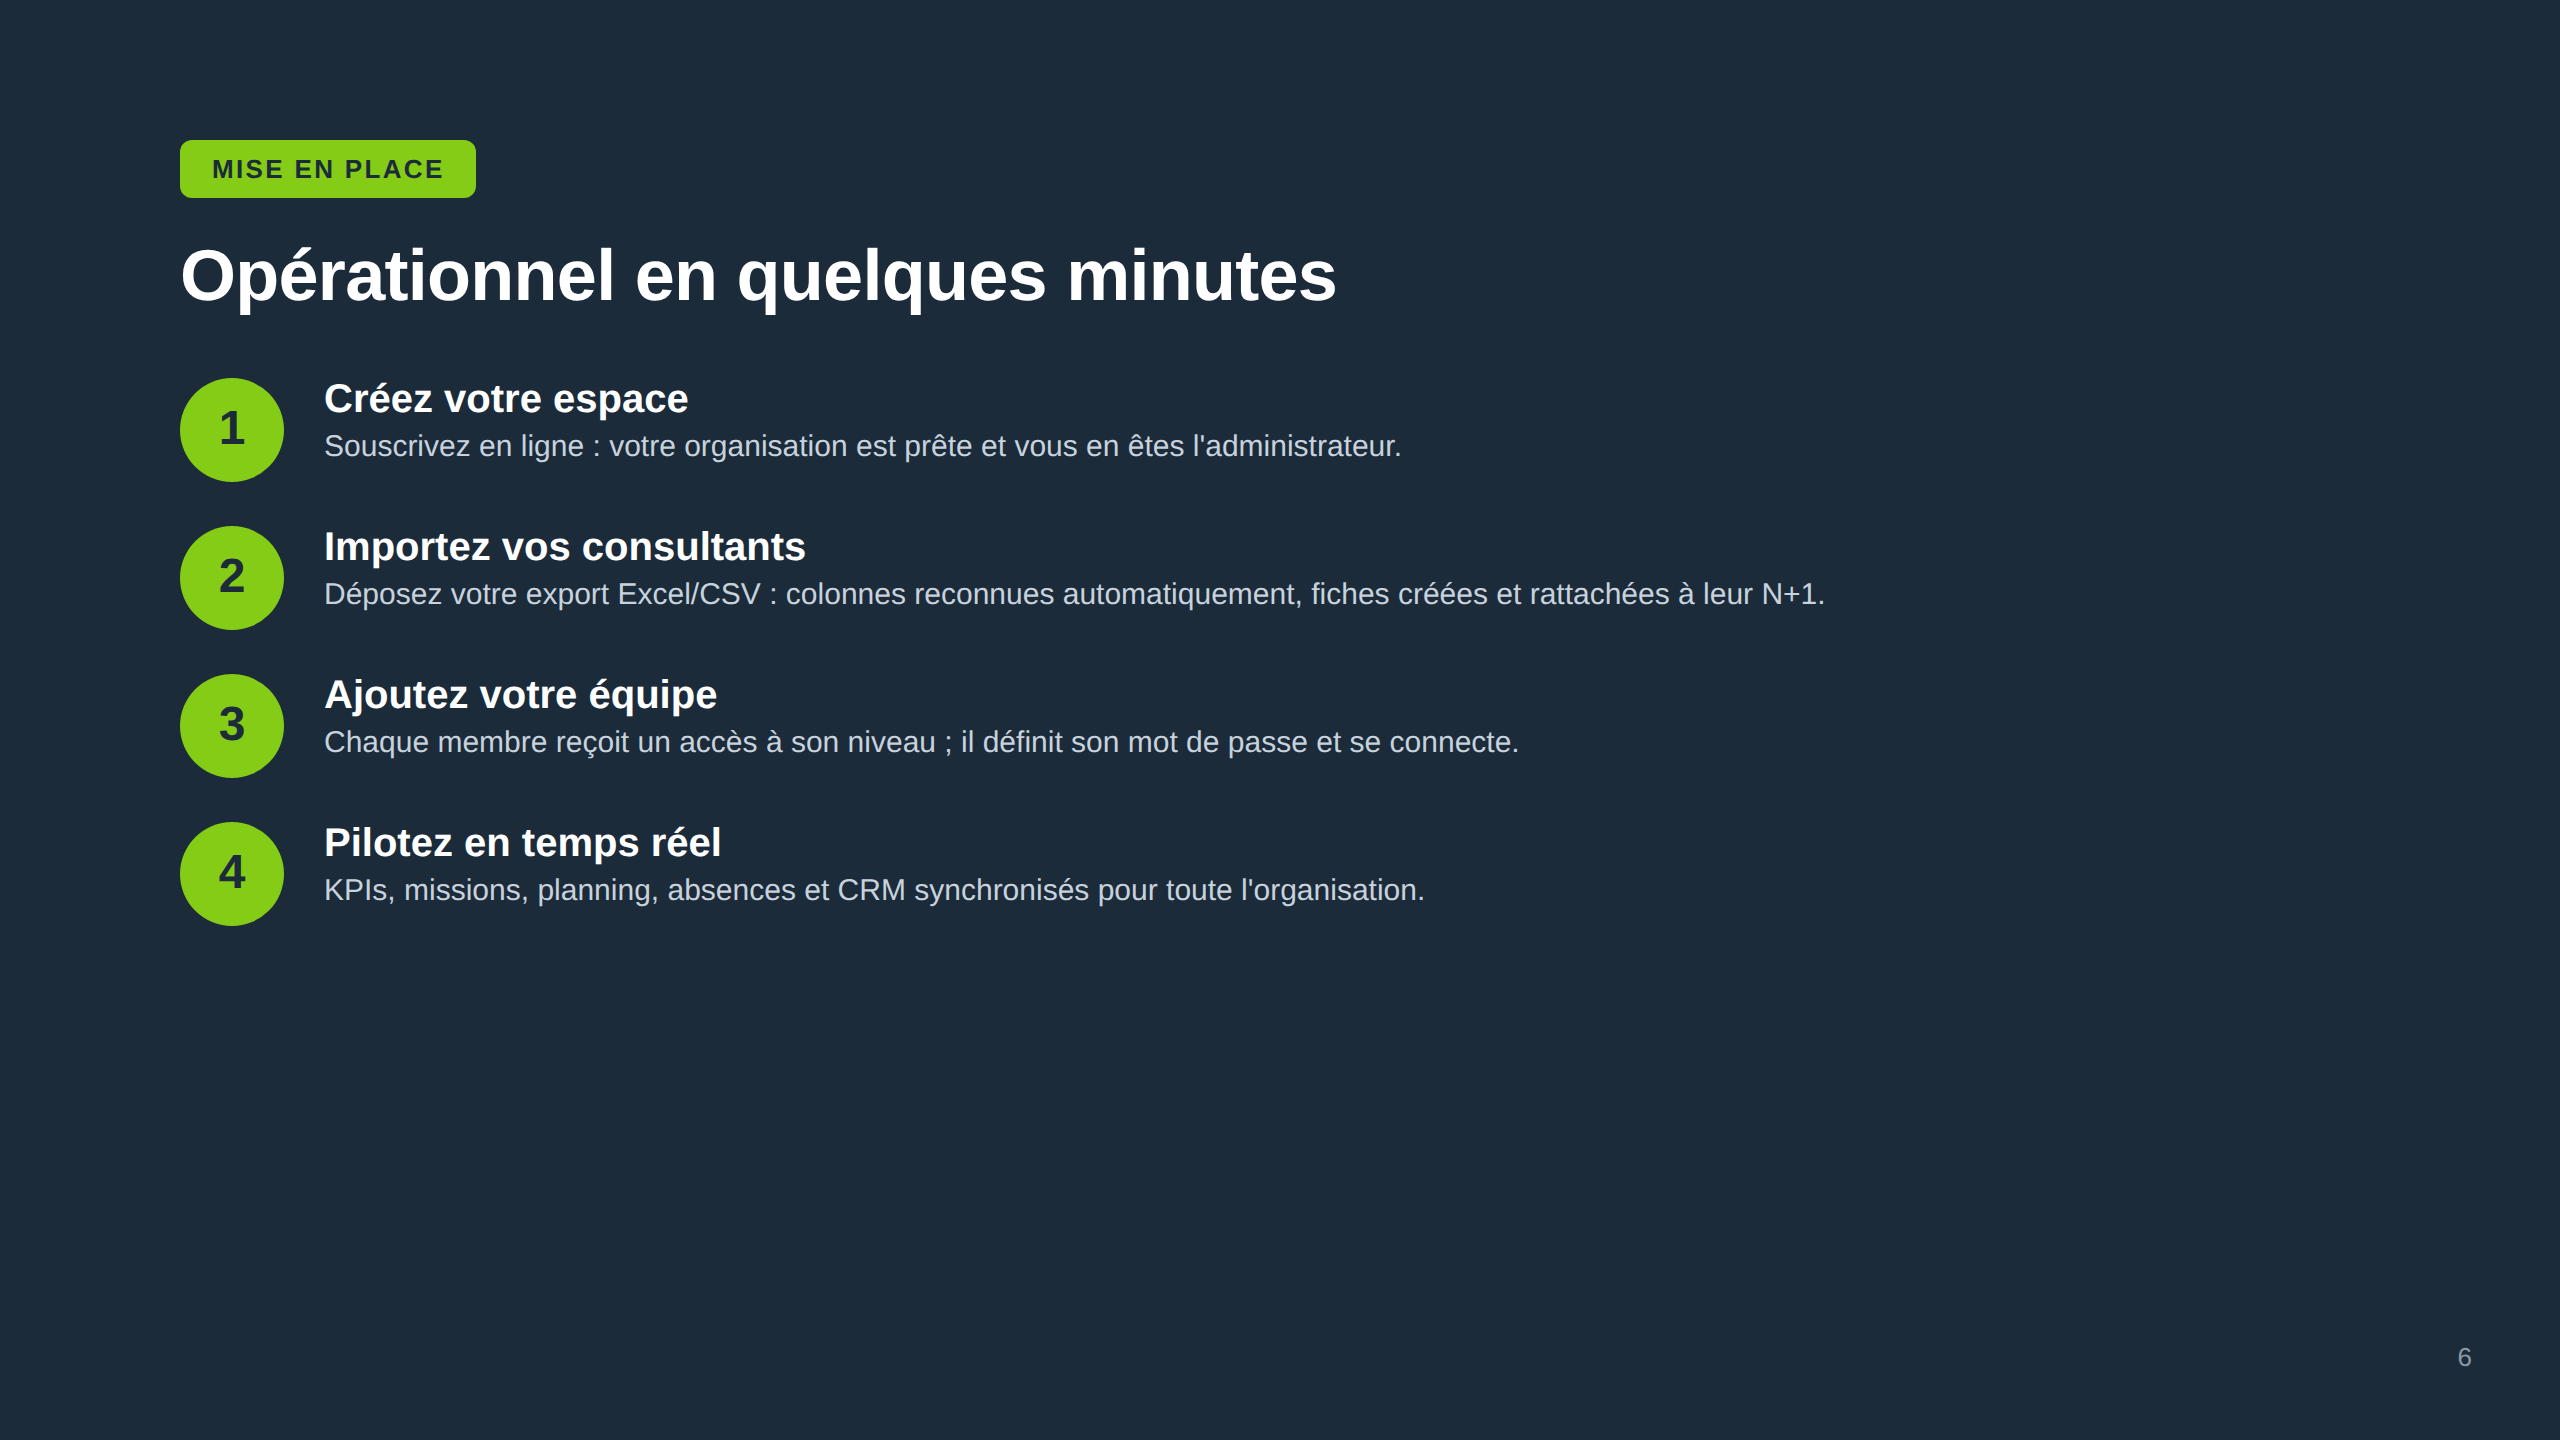 MISE EN PLACE
Opérationnel en quelques minutes
1
Créez votre espace
Souscrivez en ligne : votre organisation est prête et vous en êtes l'administrateur.
2
Importez vos consultants
Déposez votre export Excel/CSV : colonnes reconnues automatiquement, fiches créées et rattachées à leur N+1.
3
Ajoutez votre équipe
Chaque membre reçoit un accès à son niveau ; il définit son mot de passe et se connecte.
4
Pilotez en temps réel
KPIs, missions, planning, absences et CRM synchronisés pour toute l'organisation.
6